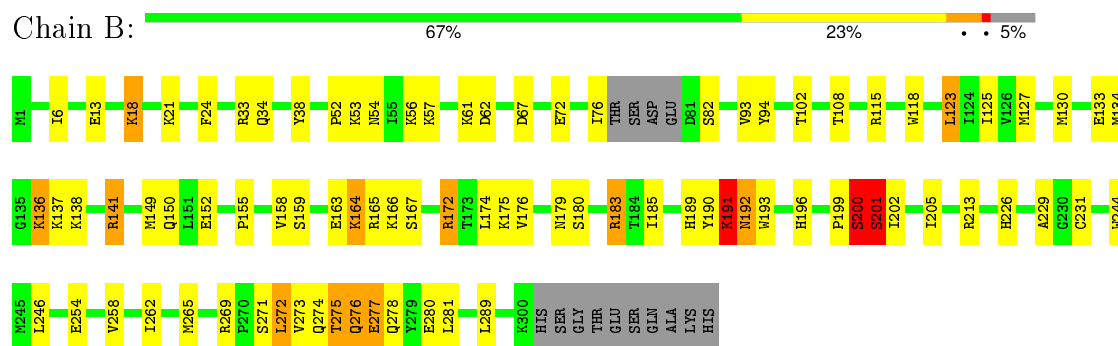 Chain B:
67% 23% • • 5%
M1 I6 E13 K18 K21 F24 R33 Q34 Y38 P52 K53 N54 I55 K56 K57 K61 D62 D67 E72 I76 THR SER ASP GLU D81 S82 V93 Y94 T102 T108 R115 W118 L123 I124 I125 V126 M127 M130 E133
G135 K136 K137 K138 R141 M149 Q150 L151 E152 P155 V158 S159 E163 K164 R165 K166 S167 R172 T173 L174 K175 V176 N179 S180 R183 T184 I185 H189 Y190 K191 N192 W193 H196 P199 S200 S201 I202 I205 R213 H226 A229 G230 C231
M245 L246 E254 V258 I262 M265 R269 P270 S271 L272 V273 Q274 T275 Q276 E277 Q278 Y279 E280 L281 L289 K300 HIS SER GLY THR GLU SER GLN ALA LYS HIS